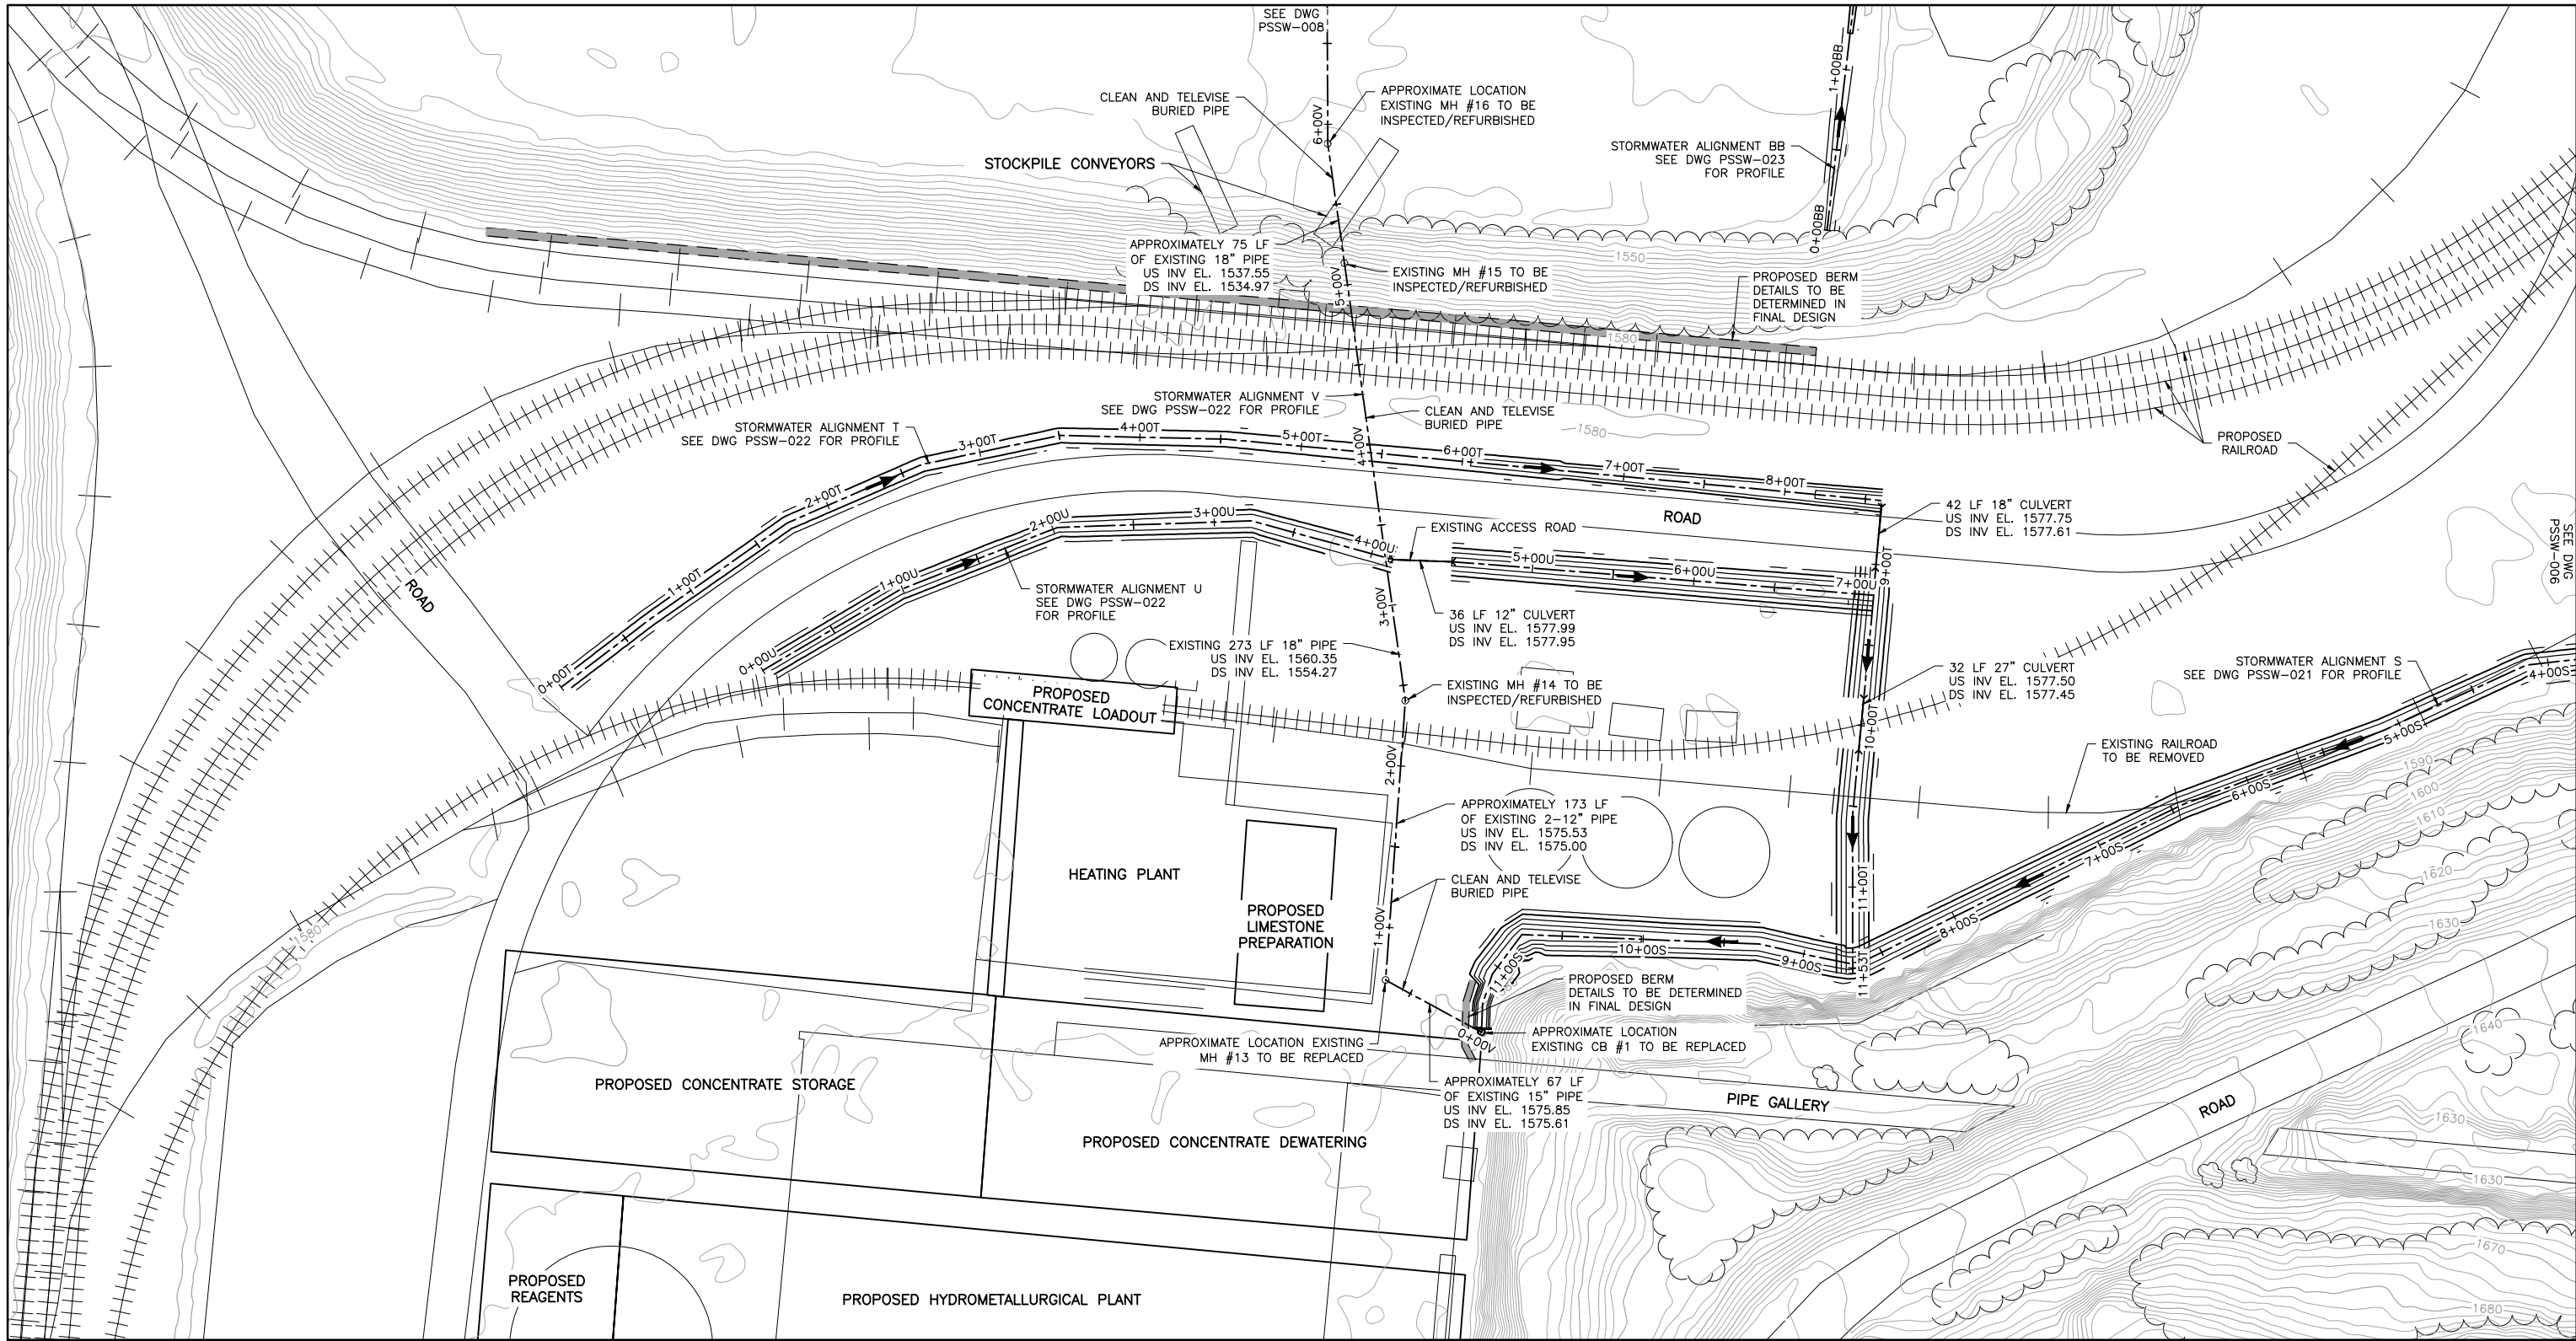 SEE DWG
PSSW-008
CLEAN AND TELEVISE
BURIED PIPE
6+00V
APPROXIMATE LOCATION
EXISTING MH #16 TO BE
INSPECTED/REFURBISHED
STOCKPILE CONVEYORS
STORMWATER ALIGNMENT BB
SEE DWG PSSW-023
FOR PROFILE
1+00BB
0+00BB
APPROXIMATELY 75 LF
OF EXISTING 18" PIPE
US INV EL. 1537.55
DS INV EL. 1534.97
5+00V
EXISTING MH #15 TO BE
INSPECTED/REFURBISHED
1550
PROPOSED BERM
DETAILS TO BE
DETERMINED IN
FINAL DESIGN
1580
STORMWATER ALIGNMENT V
SEE DWG PSSW-022 FOR PROFILE
CLEAN AND TELEVISE
BURIED PIPE
1580
PROPOSED
RAILROAD
STORMWATER ALIGNMENT T
SEE DWG PSSW-022 FOR PROFILE
0+00T
1+00T
2+00T
3+00T
4+00T
5+00T
6+00T
7+00T
8+00T
4+00V
ROAD
42 LF 18" CULVERT
US INV EL. 1577.75
DS INV EL. 1577.61
SEE DWG
PSSW-006
EXISTING ACCESS ROAD
ROAD
0+00U
1+00U
2+00U
3+00U
4+00U
5+00U
6+00U
7+00U
9+00T
STORMWATER ALIGNMENT U
SEE DWG PSSW-022
FOR PROFILE
3+00V
36 LF 12" CULVERT
US INV EL. 1577.99
DS INV EL. 1577.95
EXISTING 273 LF 18" PIPE
US INV EL. 1560.35
DS INV EL. 1554.27
32 LF 27" CULVERT
US INV EL. 1577.50
DS INV EL. 1577.45
STORMWATER ALIGNMENT S
SEE DWG PSSW-021 FOR PROFILE
4+00S
EXISTING MH #14 TO BE
INSPECTED/REFURBISHED
PROPOSED
CONCENTRATE LOADOUT
10+00T
5+00S
EXISTING RAILROAD
TO BE REMOVED
2+00V
1590
6+00S
1600
1610
APPROXIMATELY 173 LF
OF EXISTING 2-12" PIPE
US INV EL. 1575.53
DS INV EL. 1575.00
7+00S
HEATING PLANT
CLEAN AND TELEVISE
BURIED PIPE
1620
11+00T
PROPOSED
LIMESTONE
PREPARATION
1+00V
8+00S
1630
1580
10+00S
9+00S
11+00S
11+53T
PROPOSED BERM
DETAILS TO BE DETERMINED
IN FINAL DESIGN
0+00V
APPROXIMATE LOCATION
EXISTING CB #1 TO BE REPLACED
1640
APPROXIMATE LOCATION EXISTING
MH #13 TO BE REPLACED
PROPOSED CONCENTRATE STORAGE
APPROXIMATELY 67 LF
OF EXISTING 15" PIPE
US INV EL. 1575.85
DS INV EL. 1575.61
PIPE GALLERY
ROAD
1630
PROPOSED CONCENTRATE DEWATERING
1630
1670
PROPOSED
REAGENTS
PROPOSED HYDROMETALLURGICAL PLANT
1680